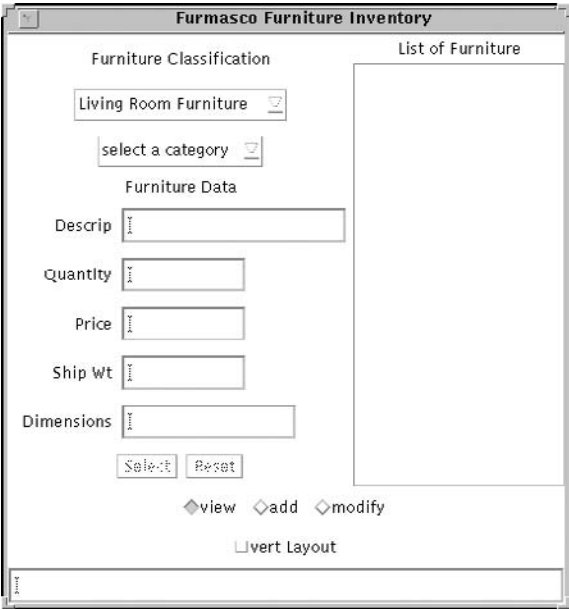 Furmasco Furniture Inventory
Furniture Classification
List of Furniture
Living Room Furniture
select a category
Furniture Data
Descrip
Quantity
Price
Ship Wt
Dimensions
Select Reset
view add modify
vert Layout